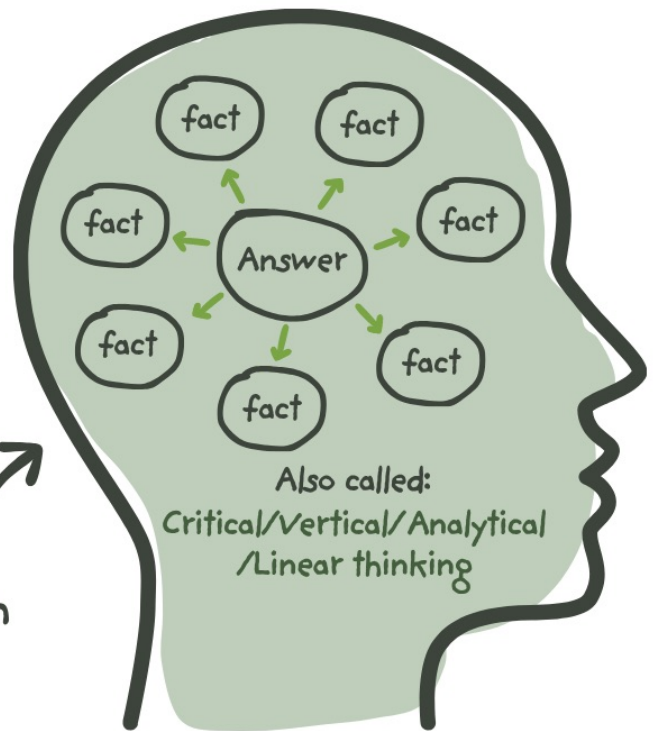 fact
fact
fact
fact
Answer
fact
fact
fact
Also called:
Critical/Vertical/Analytical
/Linear thinking